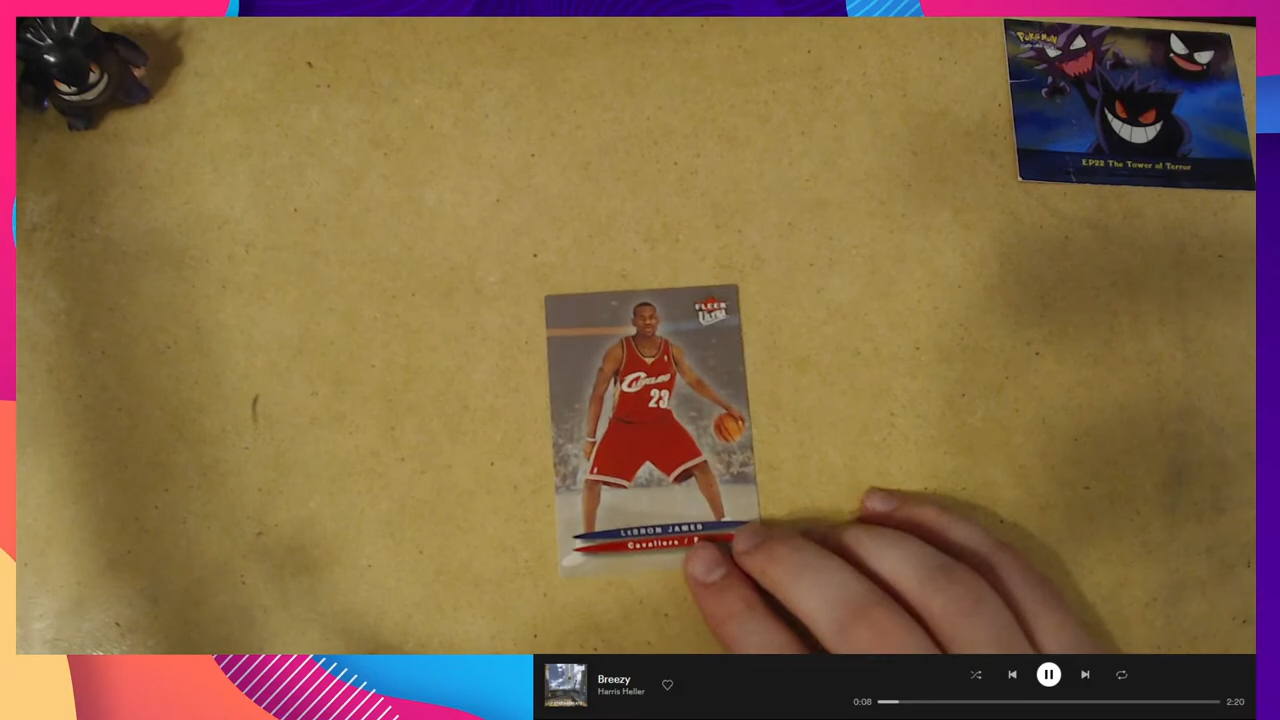 POKéMON
EP22 The Tower of Terror
FLEER
ULTRA
CAVALIERS
23
LEBRON JAMES
Cavaliers / F
Breezy
Harris Heller
0:08
2:20